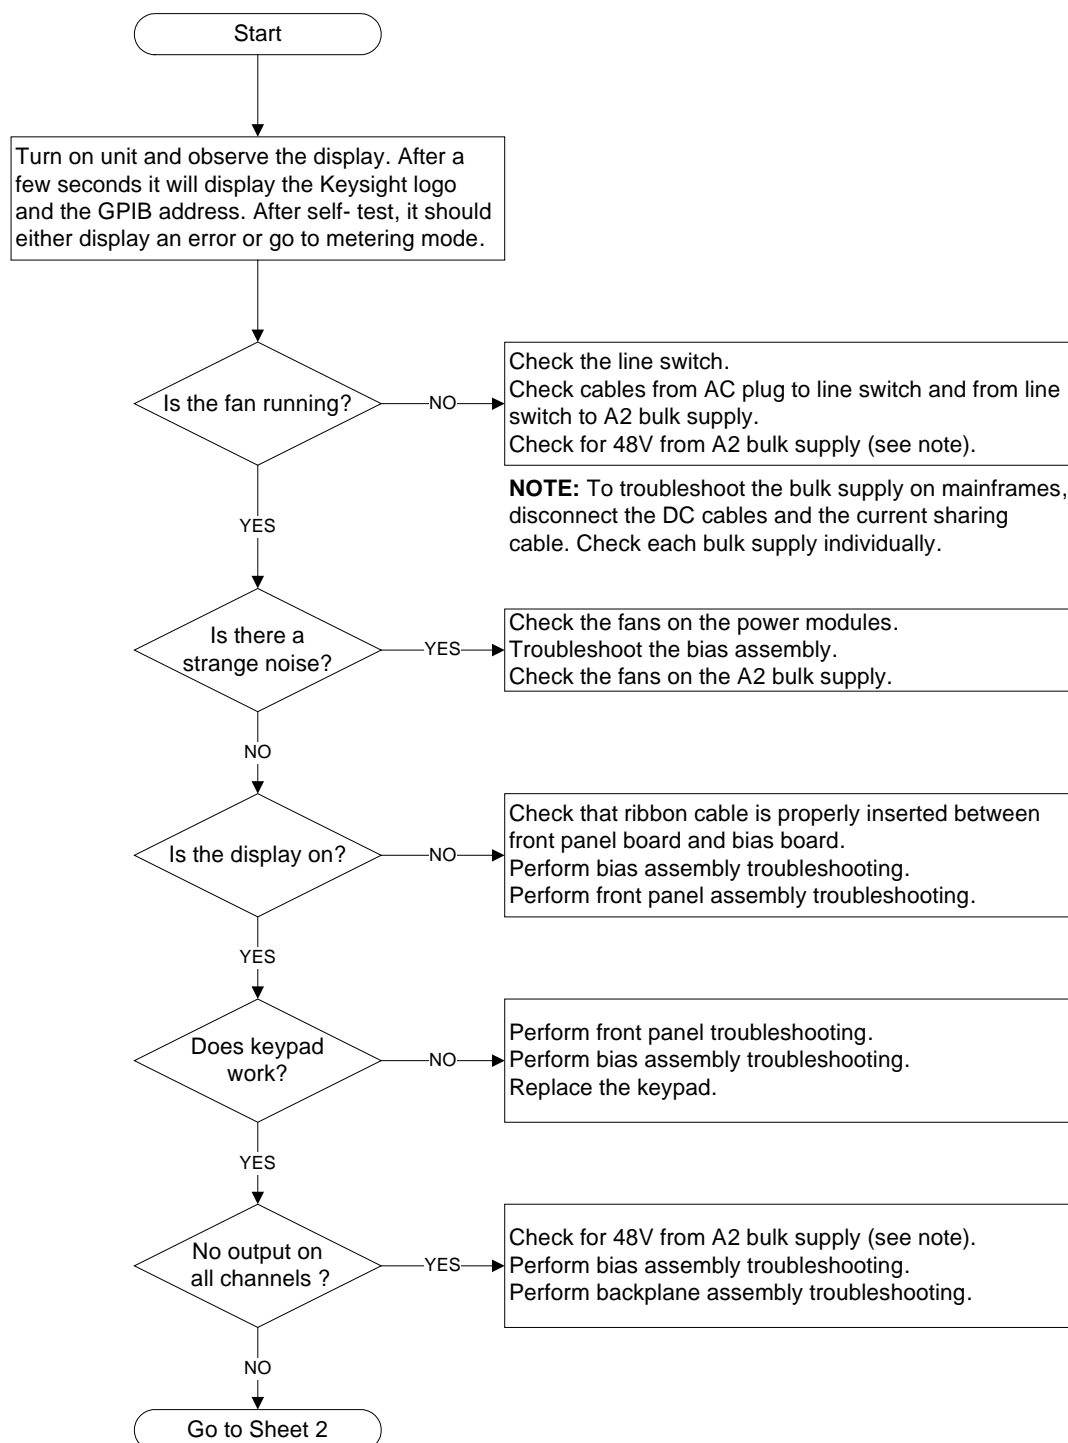 Start
Turn on unit and observe the display. After a
few seconds it will display the Keysight logo
and the GPIB address. After self- test, it should
either display an error or go to metering mode.
Is the fan running?
NO
Check the line switch.
Check cables from AC plug to line switch and from line
switch to A2 bulk supply.
Check for 48V from A2 bulk supply (see note).
NOTE: To troubleshoot the bulk supply on mainframes,
disconnect the DC cables and the current sharing
cable. Check each bulk supply individually.
YES
Is there a
strange noise?
YES
Check the fans on the power modules.
Troubleshoot the bias assembly.
Check the fans on the A2 bulk supply.
NO
Is the display on?
NO
Check that ribbon cable is properly inserted between
front panel board and bias board.
Perform bias assembly troubleshooting.
Perform front panel assembly troubleshooting.
YES
Does keypad
work?
NO
Perform front panel troubleshooting.
Perform bias assembly troubleshooting.
Replace the keypad.
YES
No output on
all channels ?
YES
Check for 48V from A2 bulk supply (see note).
Perform bias assembly troubleshooting.
Perform backplane assembly troubleshooting.
NO
Go to Sheet 2